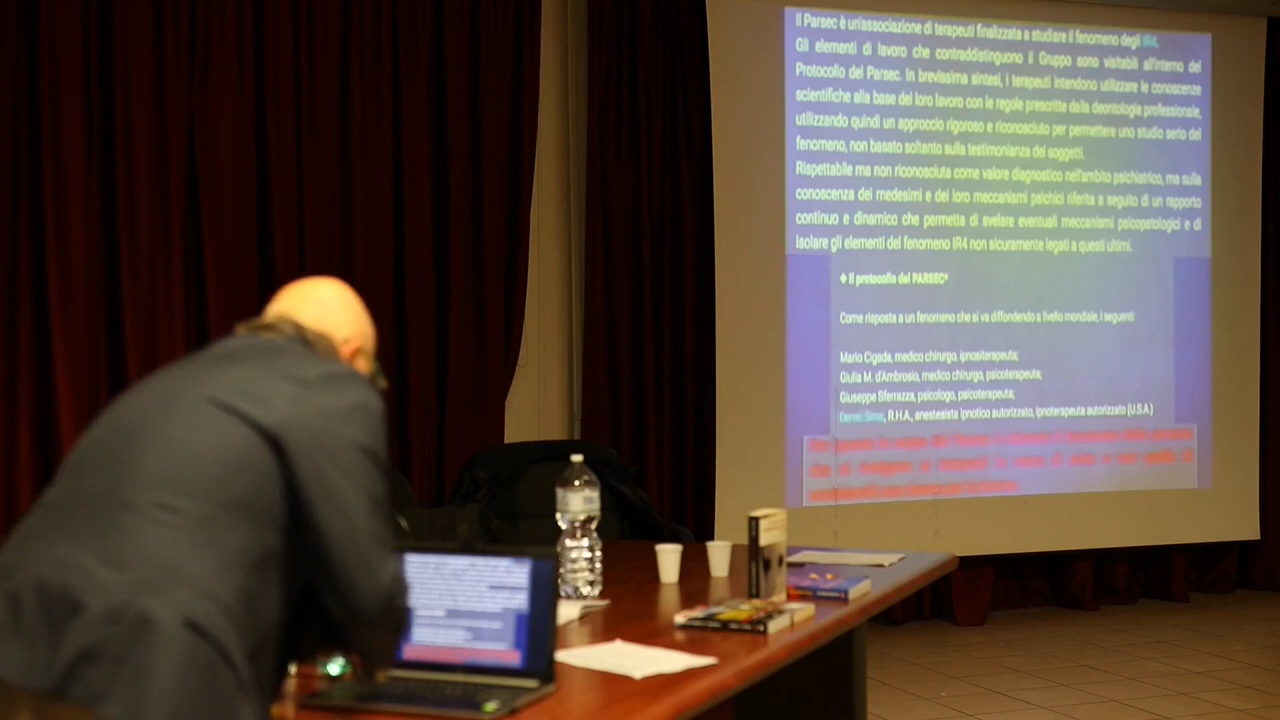 Il Parsec è un'associazione di terapeuti finalizzata a studiare il fenomeno degli IR4.
Gli elementi di lavoro che contraddistinguono il Gruppo sono visitabili all'interno del
Protocollo del Parsec. In brevissima sintesi, i terapeuti intendono utilizzare le conoscenze
scientifiche alla base del loro lavoro con le regole prescritte dalla deontologia professionale,
utilizzando quindi un approccio rigoroso e riconosciuto per permettere uno studio serio del
fenomeno, non basato soltanto sulla testimonianza dei soggetti.
Rispettabile ma non riconosciuta come valore diagnostico nell'ambito psichiatrico, ma sulla
conoscenza dei medesimi e dei loro meccanismi psichici riferita a seguito di un rapporto
continuo e dinamico che permetta di svelare eventuali meccanismi psicopatologici e di
isolare gli elementi del fenomeno IR4 non sicuramente legati a questi ultimi.
❖ Il protocollo del PARSEC*
Come risposta a un fenomeno che si va diffondendo a livello mondiale, i seguenti:
Mario Cigada, medico chirurgo, ipnositerapeuta;
Giulia M. d'Ambrosio, medico chirurgo, psicoterapeuta;
Giuseppe Sferrazza, psicologo, psicoterapeuta;
Derrel Sims, R.H.A., anestesista ipnotico autorizzato, ipnoterapeuta autorizzato (U.S.A.)